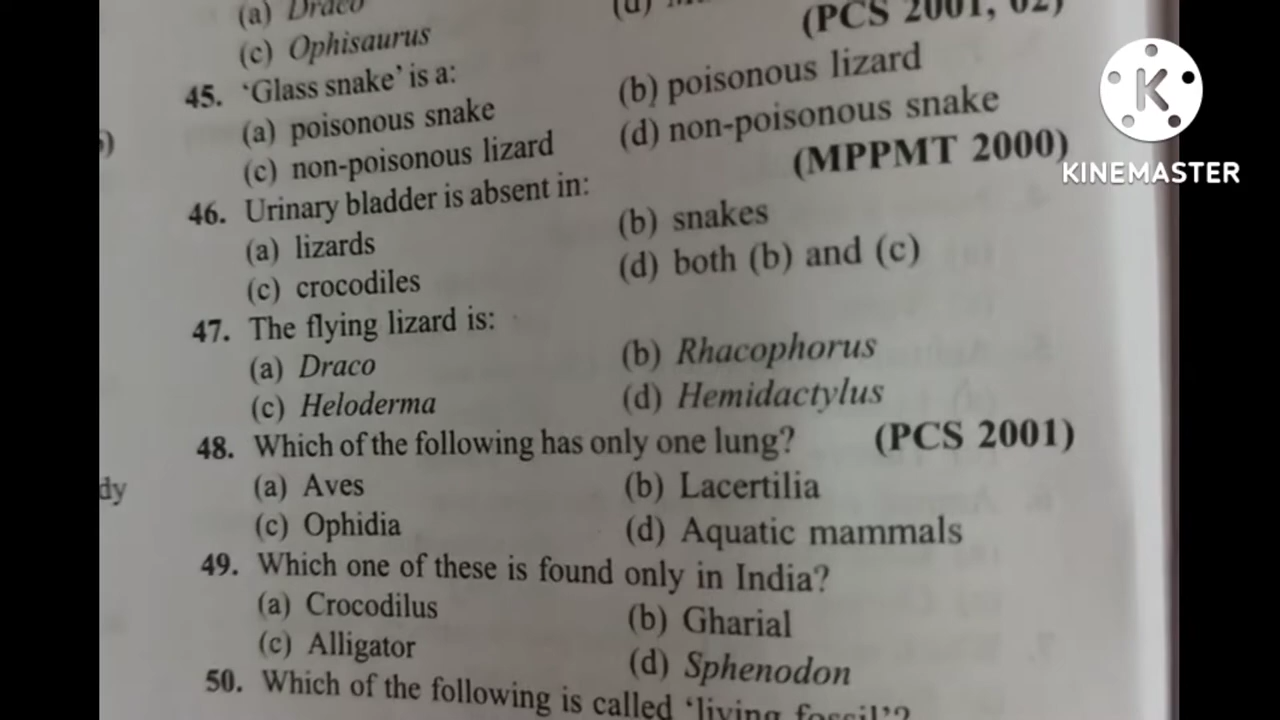 (a) Draco
(c) Ophisaurus
(PCS 2001, 02)
45. ‘Glass snake’ is a:
(a) poisonous snake
(b) poisonous lizard
(c) non-poisonous lizard
(d) non-poisonous snake
(MPPMT 2000)
46. Urinary bladder is absent in:
(a) lizards
(b) snakes
(c) crocodiles
(d) both (b) and (c)
47. The flying lizard is:
(a) Draco
(b) Rhacophorus
(c) Heloderma
(d) Hemidactylus
48. Which of the following has only one lung? (PCS 2001)
(a) Aves
(b) Lacertilia
(c) Ophidia
(d) Aquatic mammals
49. Which one of these is found only in India?
(a) Crocodilus
(b) Gharial
(c) Alligator
(d) Sphenodon
50. Which of the following is called ‘living fossil’?
dy
K
KINEMASTER